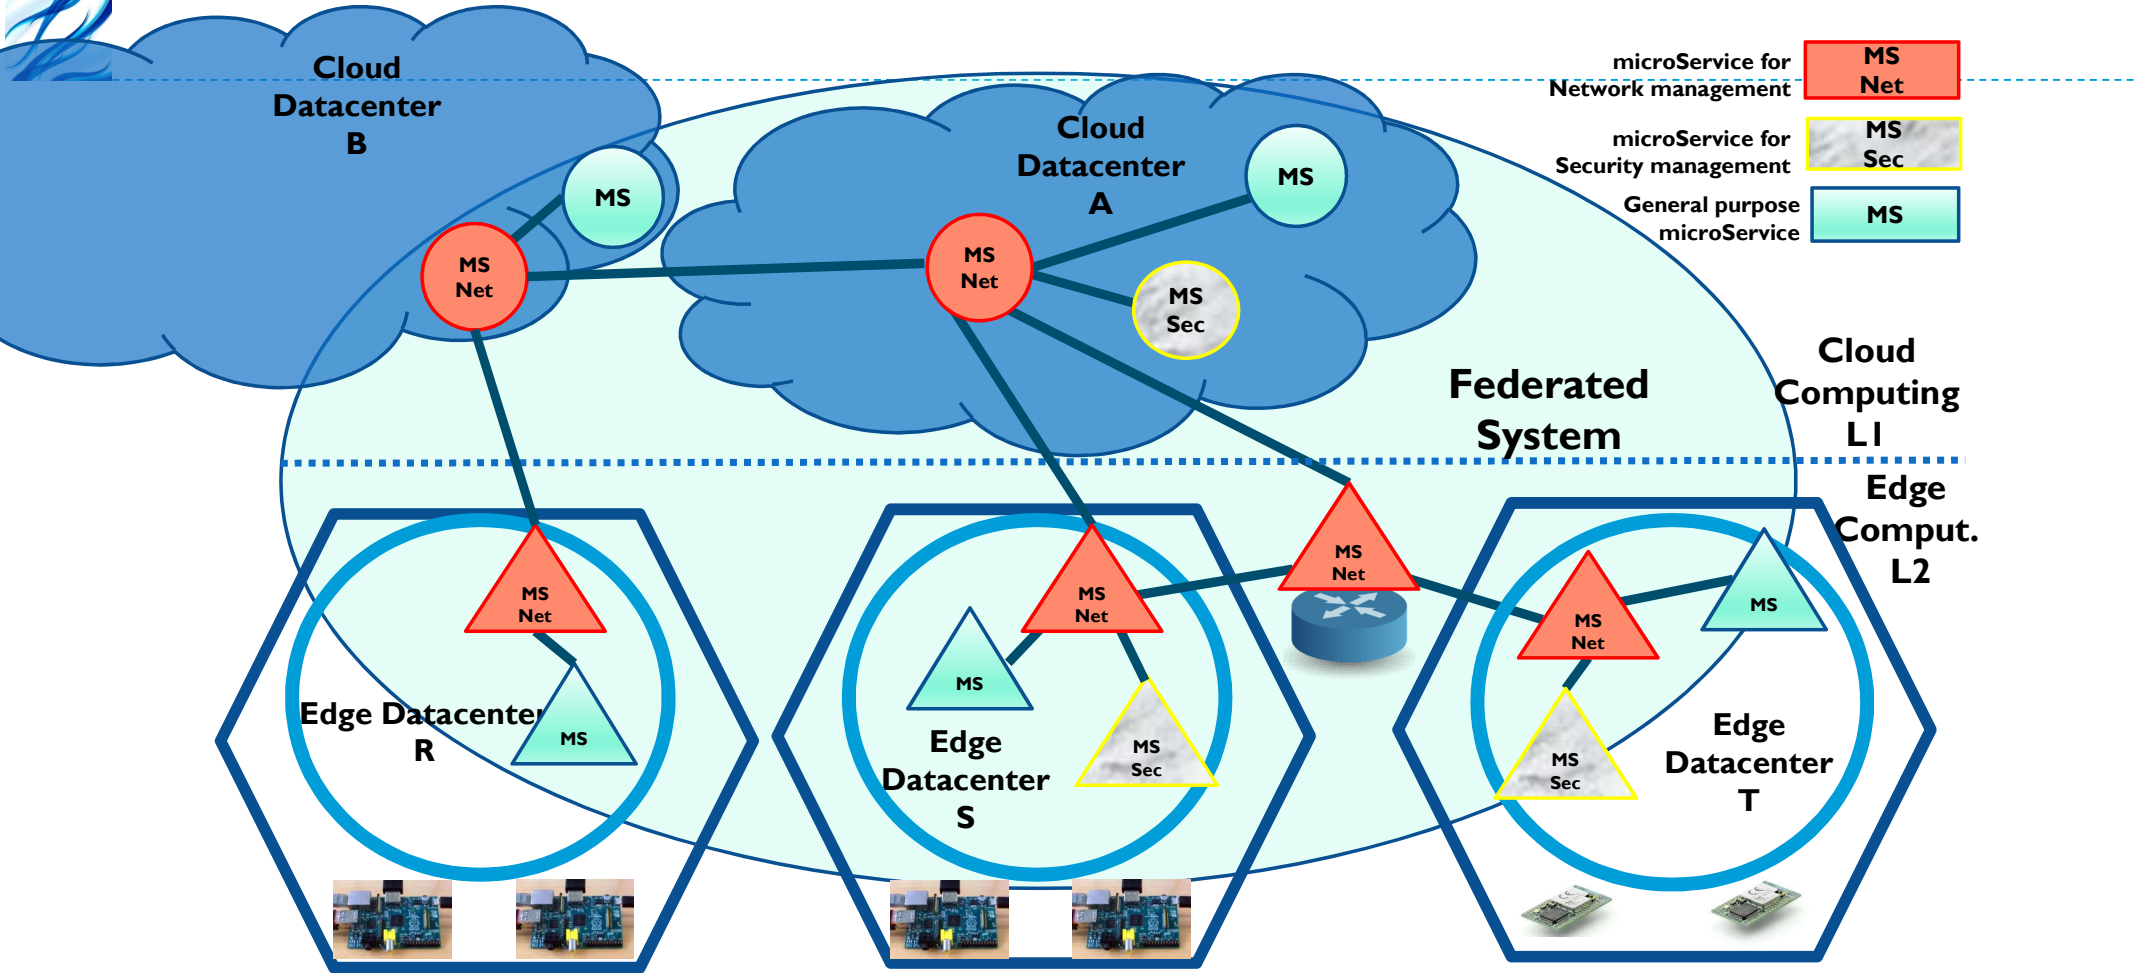 Cloud
Datacenter
B
Cloud
Datacenter
A
microService for
Network management
MS
Net
microService for
Security management
MS
Sec
General purpose
microService
MS
MS
MS
MS
Net
MS
Net
MS
Sec
Federated
System
Cloud
Computing
L1
Edge
Comput.
L2
MS
Net
MS
Net
MS
Net
MS
Net
MS
MS
MS
MS
Sec
MS
Sec
Edge Datacenter
R
Edge
Datacenter
S
Edge
Datacenter
T